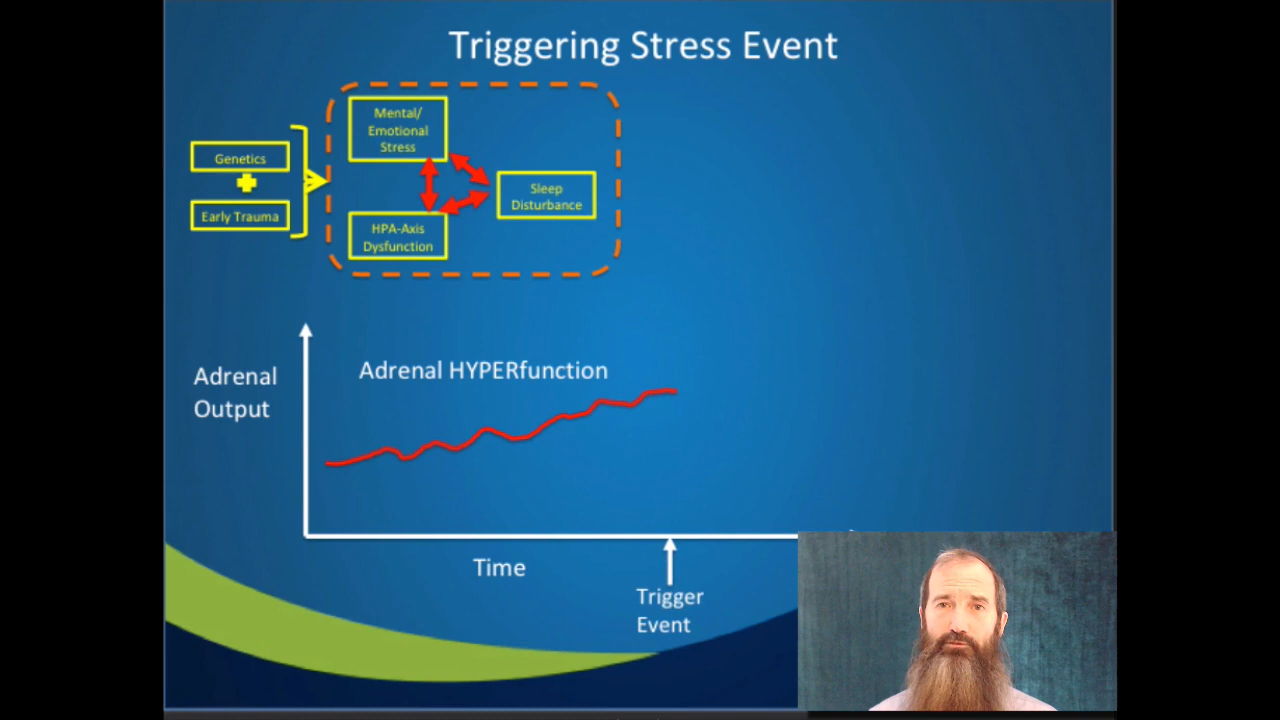 Triggering Stress Event
Mental/
Emotional
Stress
Genetics
Early Trauma
Sleep
Disturbance
HPA-Axis
Dysfunction
Adrenal
Output
Adrenal HYPERfunction
Time
Trigger
Event